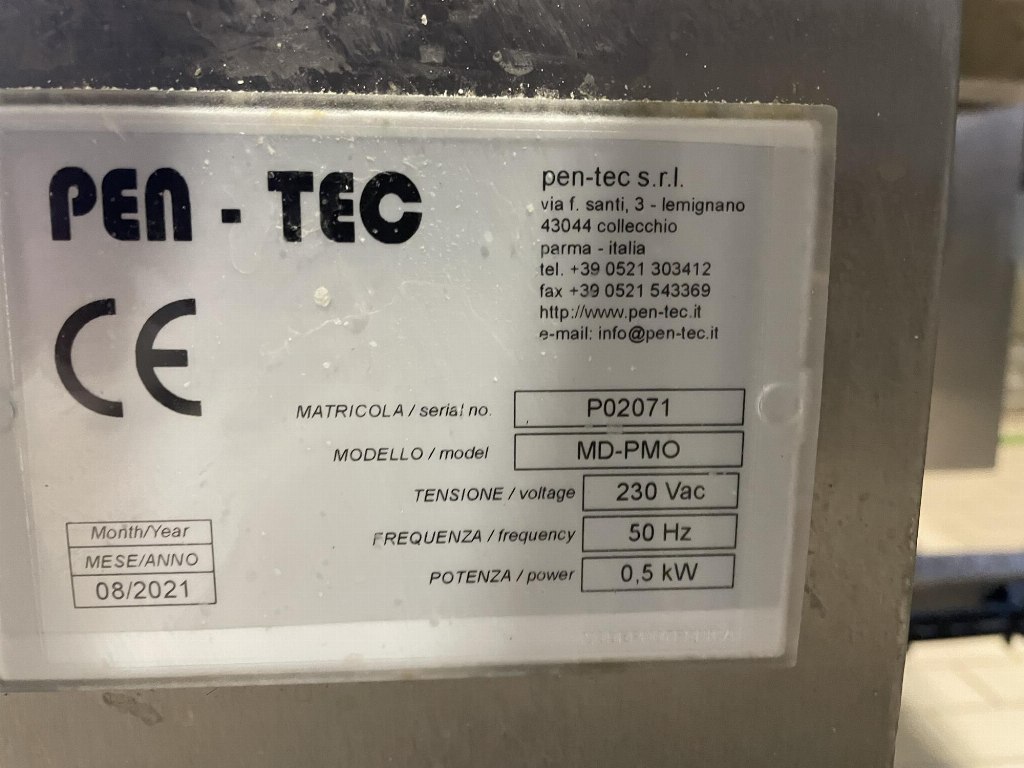 PEN - TEC
pen-tec s.r.l.
via f. santi, 3 - lemignano
43044 collecchio
parma - italia
tel. +39 0521 303412
fax +39 0521 543369
http://www.pen-tec.it
e-mail: info@pen-tec.it
CE
MATRICOLA / serial no. P02071
MODELLO / model MD-PMO
TENSIONE / voltage 230 Vac
FREQUENZA / frequency 50 Hz
POTENZA / power 0,5 kW
Month/Year
MESE/ANNO
08/2021